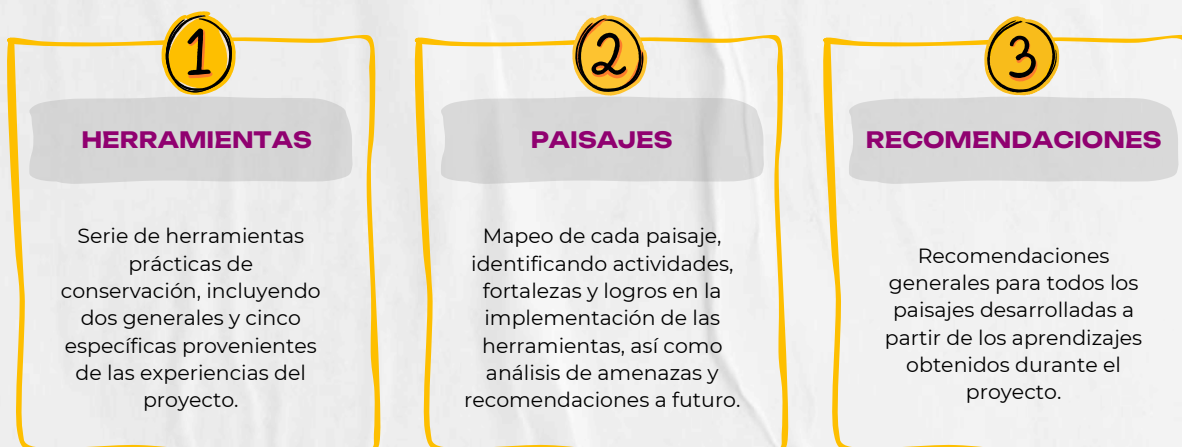 1
HERRAMIENTAS
Serie de herramientas
prácticas de
conservación, incluyendo
dos generales y cinco
específicas provenientes
de las experiencias del
proyecto.
2
PAISAJES
Mapeo de cada paisaje,
identificando actividades,
fortalezas y logros en la
implementación de las
herramientas, así como
análisis de amenazas y
recomendaciones a futuro.
3
RECOMENDACIONES
Recomendaciones
generales para todos los
paisajes desarrolladas a
partir de los aprendizajes
obtenidos durante el
proyecto.